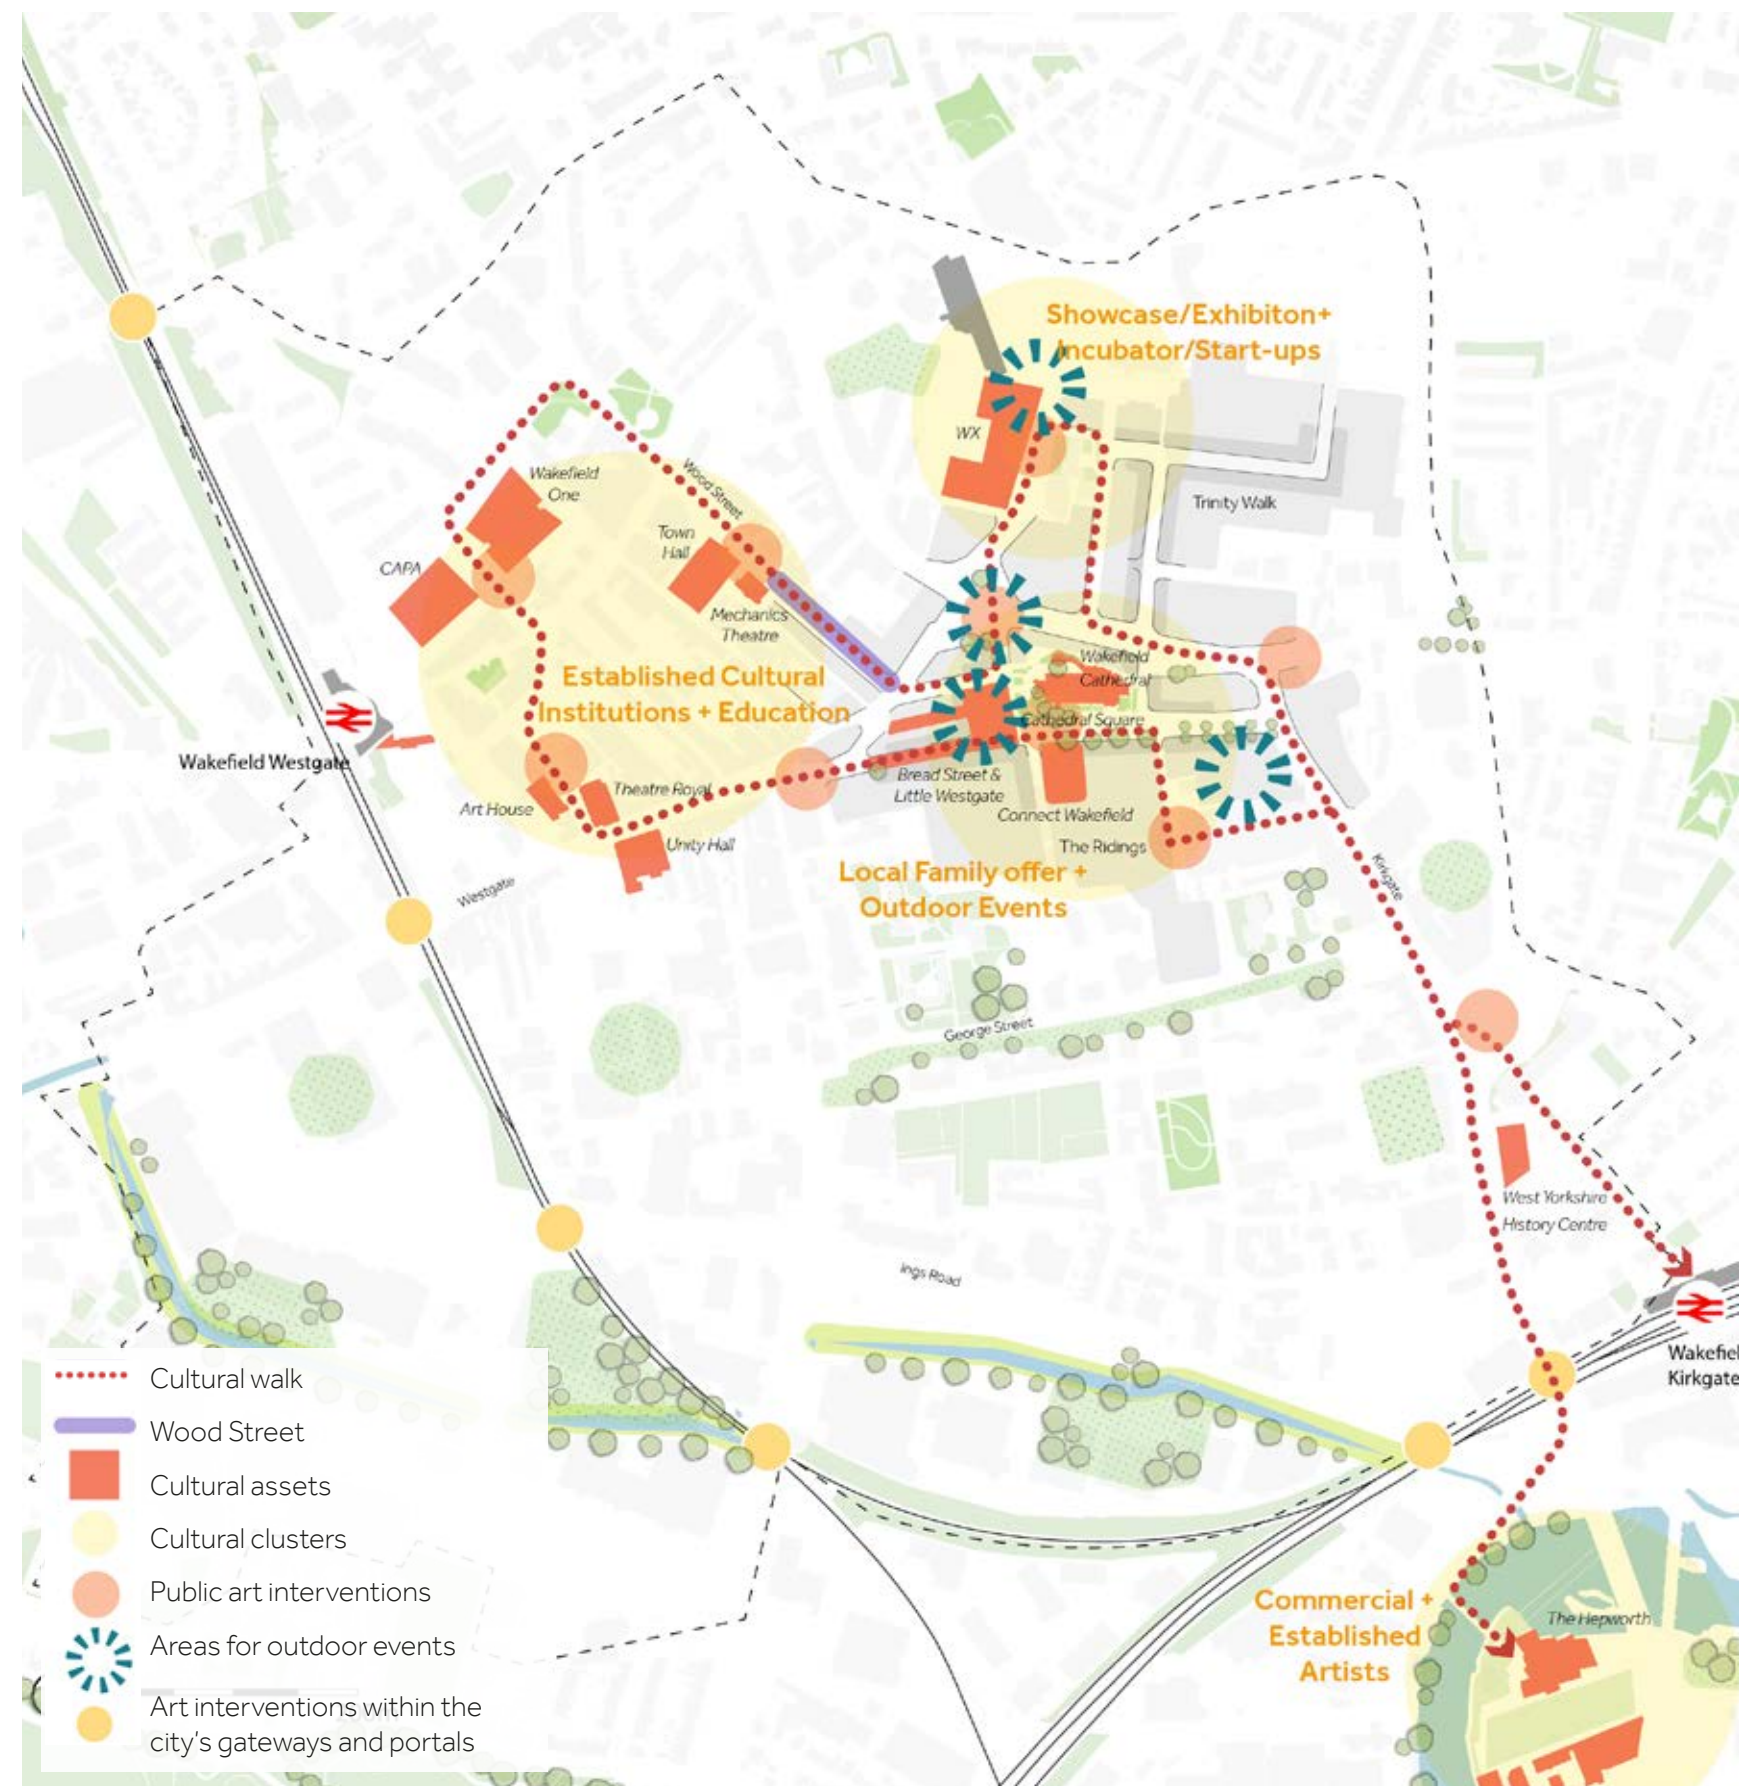 Showcase/Exhibiton+
Incubator/Start-ups
WX
Trinity Walk
Wakefield
One
Wood Street
Town
Hall
CAPA
Mechanics
Theatre
Wakefield
Cathedral
Cathedral Square
Established Cultural
Institutions + Education
Wakefield Westgate
Bread Street &
Little Westgate
Theatre Royal
Art House
Connect Wakefield
Unity Hall
The Ridings
Local Family offer +
Outdoor Events
Westgate
Kirkgate
George Street
West Yorkshire
History Centre
Ings Road
Wakefiel
Kirkgate
Commercial +
Established
Artists
The Hepworth
Cultural walk
Wood Street
Cultural assets
Cultural clusters
Public art interventions
Areas for outdoor events
Art interventions within the
city's gateways and portals